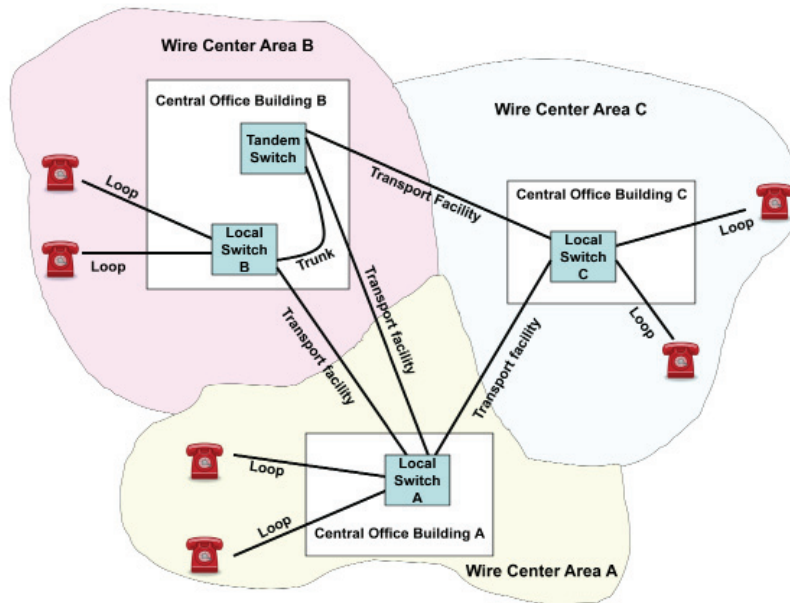 Wire Center Area B
Central Office Building B
Tandem
Switch
Wire Center Area C
Transport Facility
Central Office Building C
Loop
Local
Switch
B
Loop
Trunk
Local
Switch
C
Loop
Loop
Transport facility
Transport facility
Transport facility
Local
Switch
A
Loop
Loop
Central Office Building A
Wire Center Area A